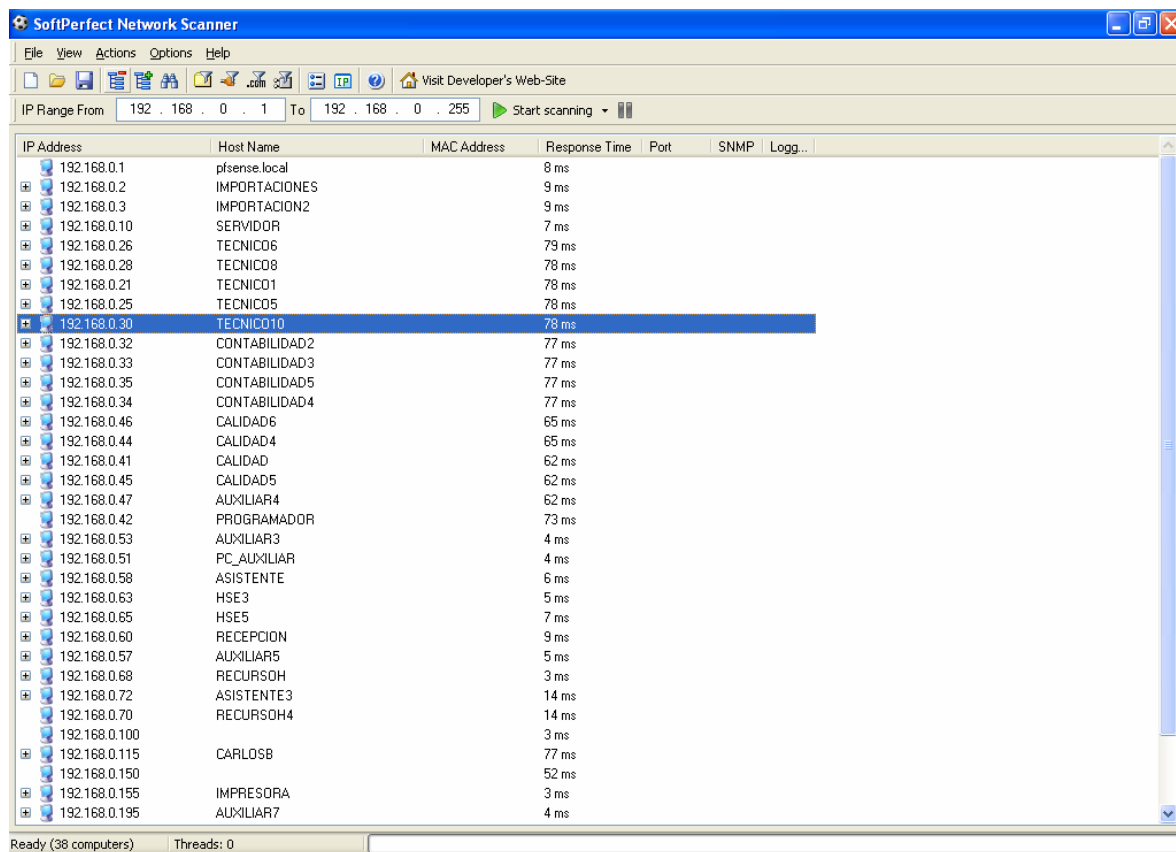 SoftPerfect Network Scanner
File View Actions Options Help
Visit Developer's Web-Site
IP Range From 192 . 168 . 0 . 1 To 192 . 168 . 0 . 255 Start scanning
IP Address Host Name MAC Address Response Time Port SNMP Logg...
192.168.0.1 pfsense.local 8 ms
192.168.0.2 IMPORTACIONES 9 ms
192.168.0.3 IMPORTACION2 9 ms
192.168.0.10 SERVIDOR 7 ms
192.168.0.26 TECNICO6 79 ms
192.168.0.28 TECNICO8 78 ms
192.168.0.21 TECNICO1 78 ms
192.168.0.25 TECNICO5 78 ms
192.168.0.30 TECNICO10 78 ms
192.168.0.32 CONTABILIDAD2 77 ms
192.168.0.33 CONTABILIDAD3 77 ms
192.168.0.35 CONTABILIDAD5 77 ms
192.168.0.34 CONTABILIDAD4 77 ms
192.168.0.46 CALIDAD6 65 ms
192.168.0.44 CALIDAD4 65 ms
192.168.0.41 CALIDAD 62 ms
192.168.0.45 CALIDAD5 62 ms
192.168.0.47 AUXILIAR4 62 ms
192.168.0.42 PROGRAMADOR 73 ms
192.168.0.53 AUXILIAR3 4 ms
192.168.0.51 PC_AUXILIAR 4 ms
192.168.0.58 ASISTENTE 6 ms
192.168.0.63 HSE3 5 ms
192.168.0.65 HSE5 7 ms
192.168.0.60 RECEPCION 9 ms
192.168.0.57 AUXILIAR5 5 ms
192.168.0.68 RECURSOH 3 ms
192.168.0.72 ASISTENTE3 14 ms
192.168.0.70 RECURSOH4 14 ms
192.168.0.100 3 ms
192.168.0.115 CARLOSB 77 ms
192.168.0.150 52 ms
192.168.0.155 IMPRESORA 3 ms
192.168.0.195 AUXILIAR7 4 ms
Ready (38 computers) Threads: 0